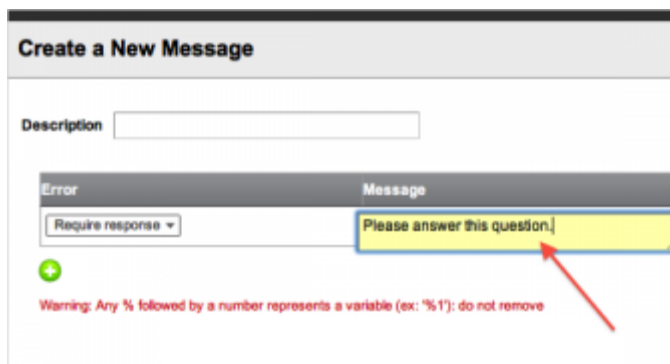 Create a New Message
Description
Error Message
Require response Please answer this question.
Warning: Any % followed by a number represents a variable (ex: '%1'): do not remove